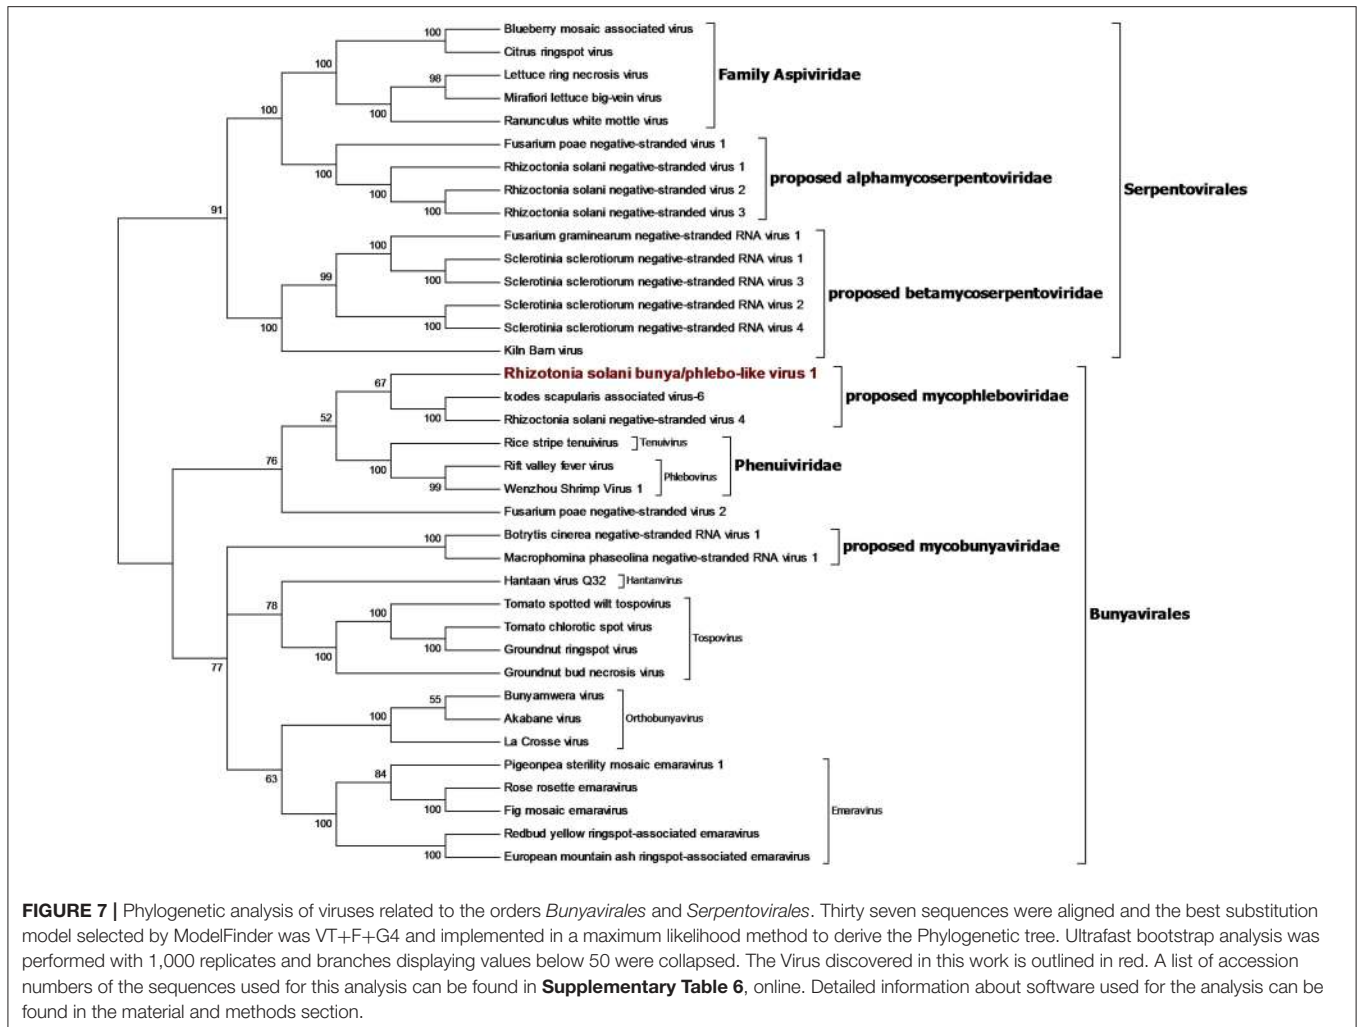 Blueberry mosaic associated virus
Citrus ringspot virus
Lettuce ring necrosis virus
Mirafiori lettuce big-vein virus
Ranunculus white mottle virus
Family Aspiviridae
Fusarium poae negative-stranded virus 1
Rhizoctonia solani negative-stranded virus 1
Rhizoctonia solani negative-stranded virus 2
Rhizoctonia solani negative-stranded virus 3
proposed alphamycoserpentoviridae
Serpentovirales
Fusarium graminearum negative-stranded RNA virus 1
Sclerotinia sclerotiorum negative-stranded RNA virus 1
Sclerotinia sclerotiorum negative-stranded RNA virus 3
Sclerotinia sclerotiorum negative-stranded RNA virus 2
Sclerotinia sclerotiorum negative-stranded RNA virus 4
Kiln Barn virus
proposed betamycoserpentoviridae
Rhizotonia solani bunya/phlebo-like virus 1
Ixodes scapularis associated virus-6
Rhizoctonia solani negative-stranded virus 4
proposed mycophleboviridae
Rice stripe tenuivirus
Tenuivirus
Rift valley fever virus
Wenzhou Shrimp Virus 1
Phlebovirus
Phenuiviridae
Fusarium poae negative-stranded virus 2
Botrytis cinerea negative-stranded RNA virus 1
Macrophomina phaseolina negative-stranded RNA virus 1
proposed mycobunyaviridae
Hantaan virus Q32
Hantanvirus
Tomato spotted wilt tospovirus
Tomato chlorotic spot virus
Groundnut ringspot virus
Groundnut bud necrosis virus
Tospovirus
Bunyavirales
Bunyamwera virus
Akabane virus
La Crosse virus
Orthobunyavirus
Pigeonpea sterility mosaic emaravirus 1
Rose rosette emaravirus
Fig mosaic emaravirus
Redbud yellow ringspot-associated emaravirus
European mountain ash ringspot-associated emaravirus
Emaravirus
100
100
98
100
100
100
100
100
91
100
99
100
100
100
67
100
52
76
100
99
100
78
100
100
100
77
55
100
63
84
100
100
100
FIGURE 7 | Phylogenetic analysis of viruses related to the orders Bunyavirales and Serpentovirales. Thirty seven sequences were aligned and the best substitution
model selected by ModelFinder was VT+F+G4 and implemented in a maximum likelihood method to derive the Phylogenetic tree. Ultrafast bootstrap analysis was
performed with 1,000 replicates and branches displaying values below 50 were collapsed. The Virus discovered in this work is outlined in red. A list of accession
numbers of the sequences used for this analysis can be found in Supplementary Table 6, online. Detailed information about software used for the analysis can be
found in the material and methods section.